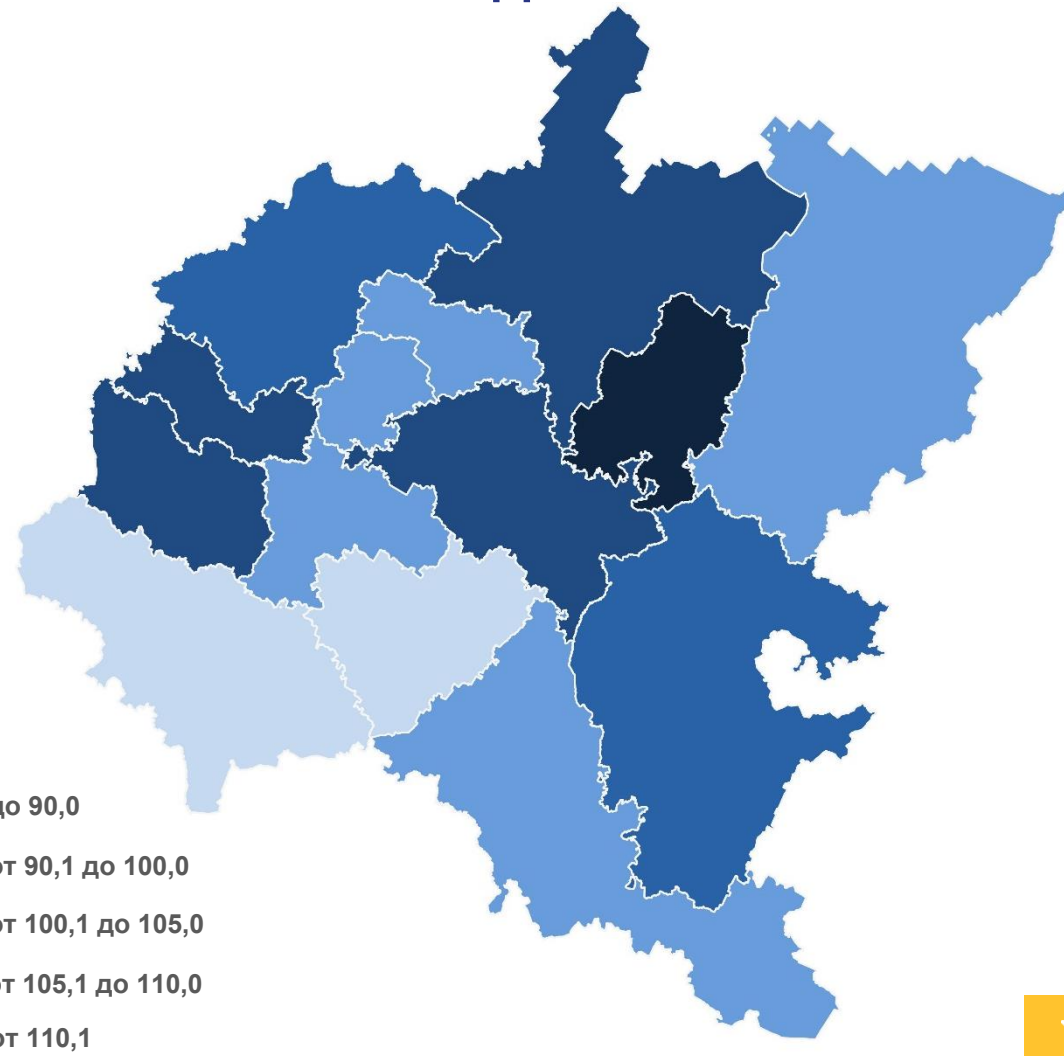 до 90,0
от 90,1 до 100,0
от 100,1 до 105,0
от 105,1 до 110,0
от 110,1